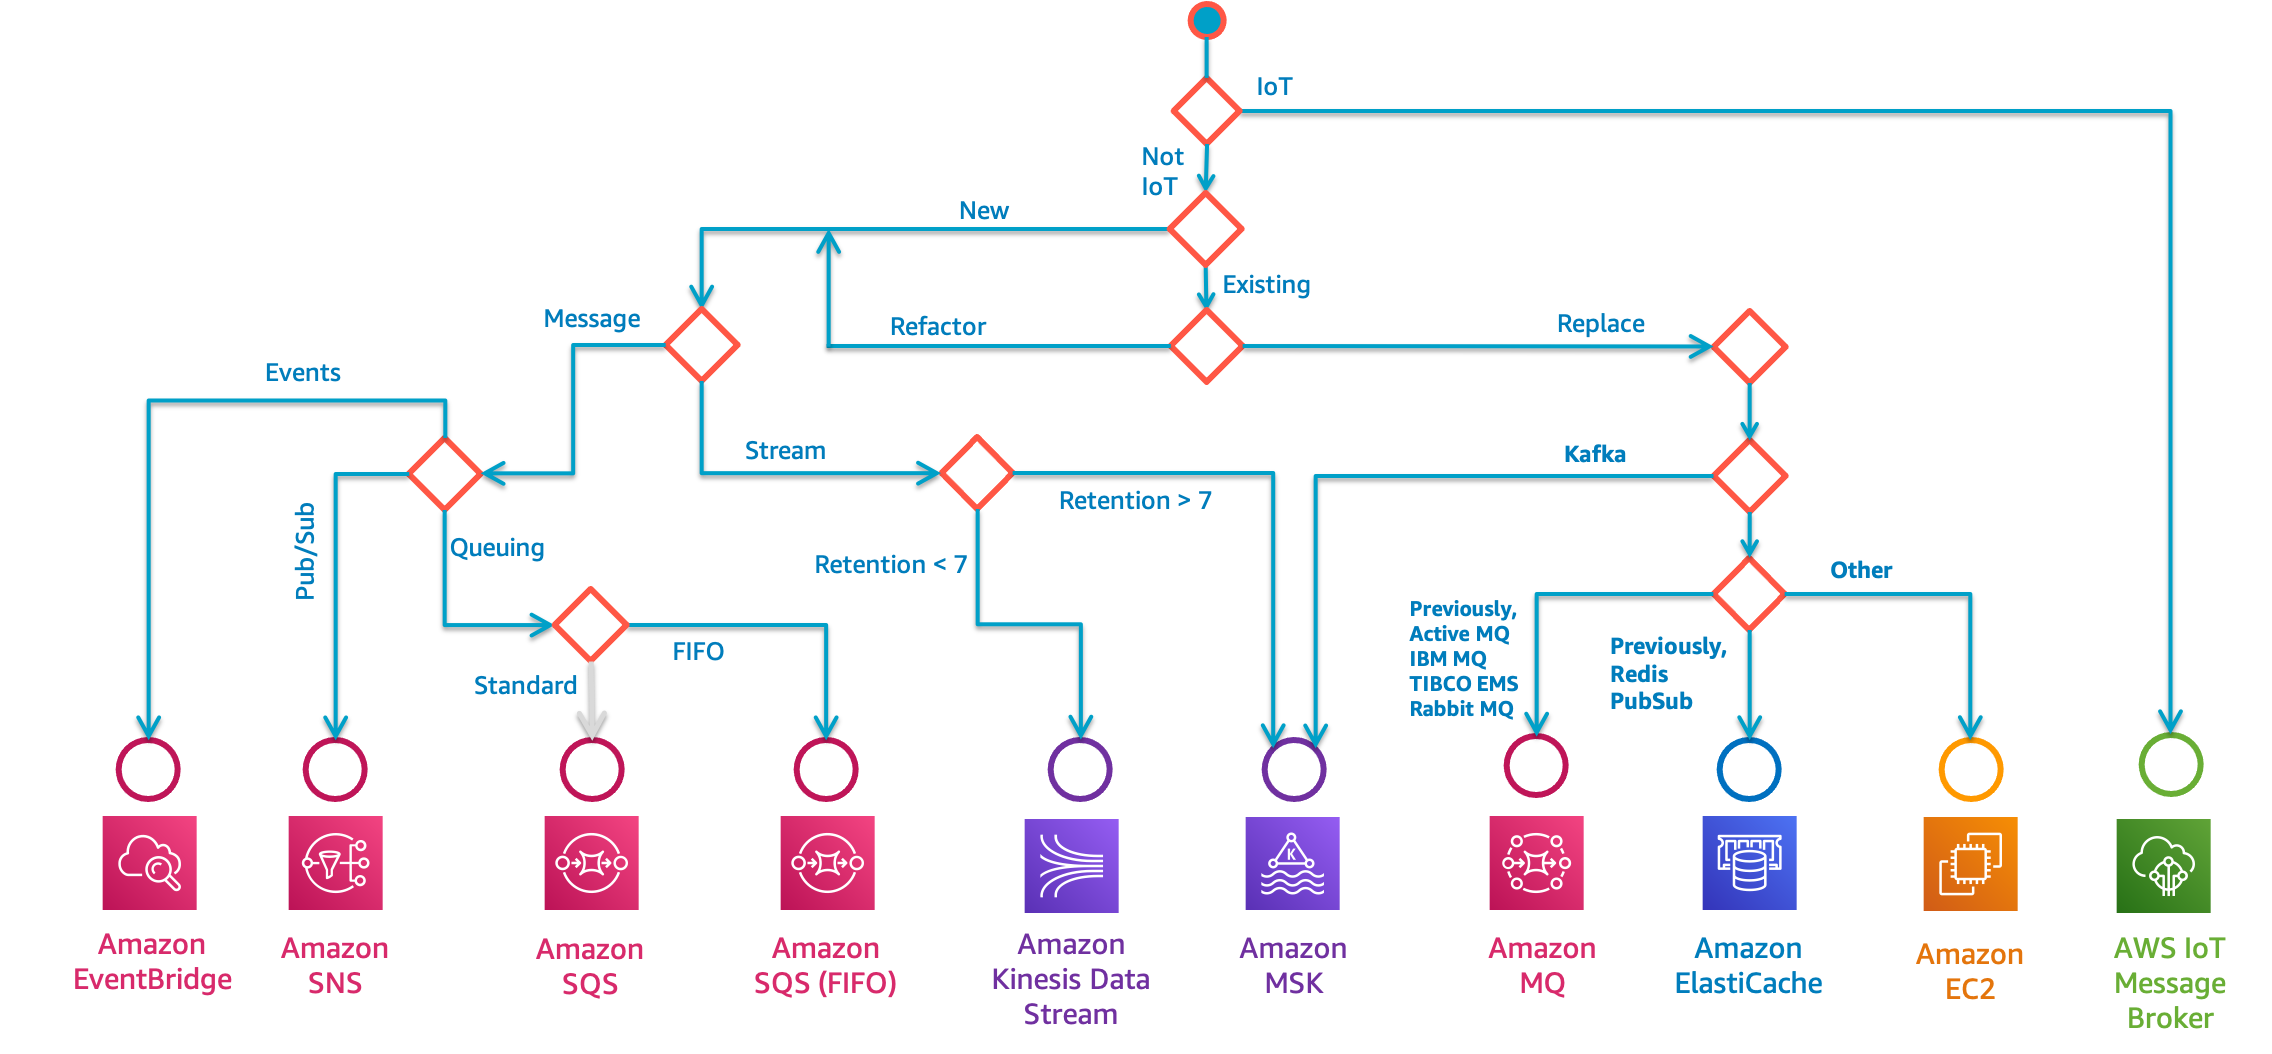 IoT
Not
IoT
New
Existing
Message
Refactor
Replace
Events
Stream
Kafka
Retention > 7
Pub/Sub
Queuing
Retention < 7
Other
Previously,
Active MQ
IBM MQ
TIBCO EMS
Rabbit MQ
Previously,
Redis
PubSub
FIFO
Standard
K
Amazon
EventBridge
Amazon
SNS
Amazon
SQS
Amazon
SQS (FIFO)
Amazon
Kinesis Data
Stream
Amazon
MSK
Amazon
MQ
Amazon
ElastiCache
Amazon
EC2
AWS IoT
Message
Broker